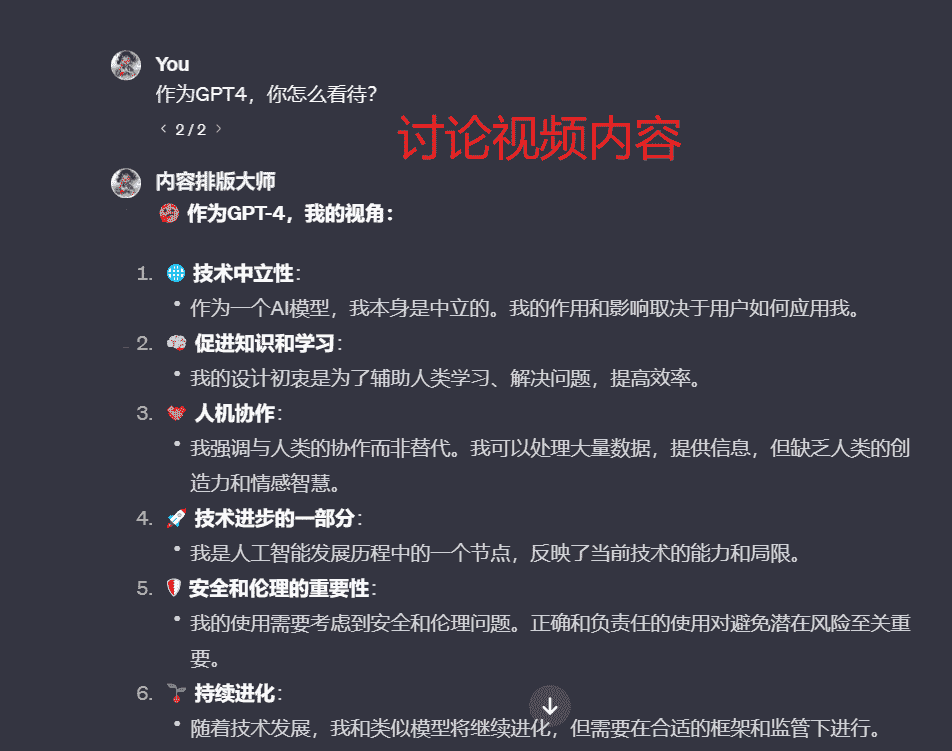 You
作为GPT4，你怎么看待？
‹ 2 / 2 ›
讨论视频内容
内容排版大师
作为GPT-4，我的视角：
1. 技术中立性：
• 作为一个AI模型，我本身是中立的。我的作用和影响取决于用户如何应用我。
2. 促进知识和学习：
• 我的设计初衷是为了辅助人类学习、解决问题，提高效率。
3. 人机协作：
• 我强调与人类的协作而非替代。我可以处理大量数据，提供信息，但缺乏人类的创
造力和情感智慧。
4. 技术进步的一部分：
• 我是人工智能发展历程中的一个节点，反映了当前技术的能力和局限。
5. 安全和伦理的重要性：
• 我的使用需要考虑到安全和伦理问题。正确和负责任的使用对避免潜在风险至关重
要。
6. 持续进化：
• 随着技术发展，我和类似模型将继续进化，但需要在合适的框架和监管下进行。